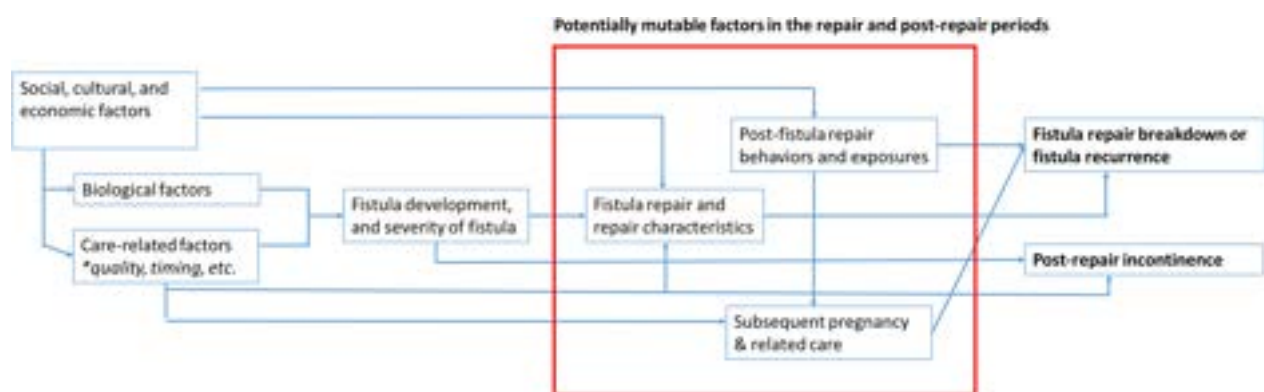 Potentially mutable factors in the repair and post-repair periods
Social, cultural, and
economic factors
Post-fistula repair
behaviors and exposures
Fistula repair breakdown or
fistula recurrence
Biological factors
Fistula development,
and severity of fistula
Fistula repair and
repair characteristics
Care-related factors
*quality, timing, etc.
Post-repair incontinence
Subsequent pregnancy
& related care